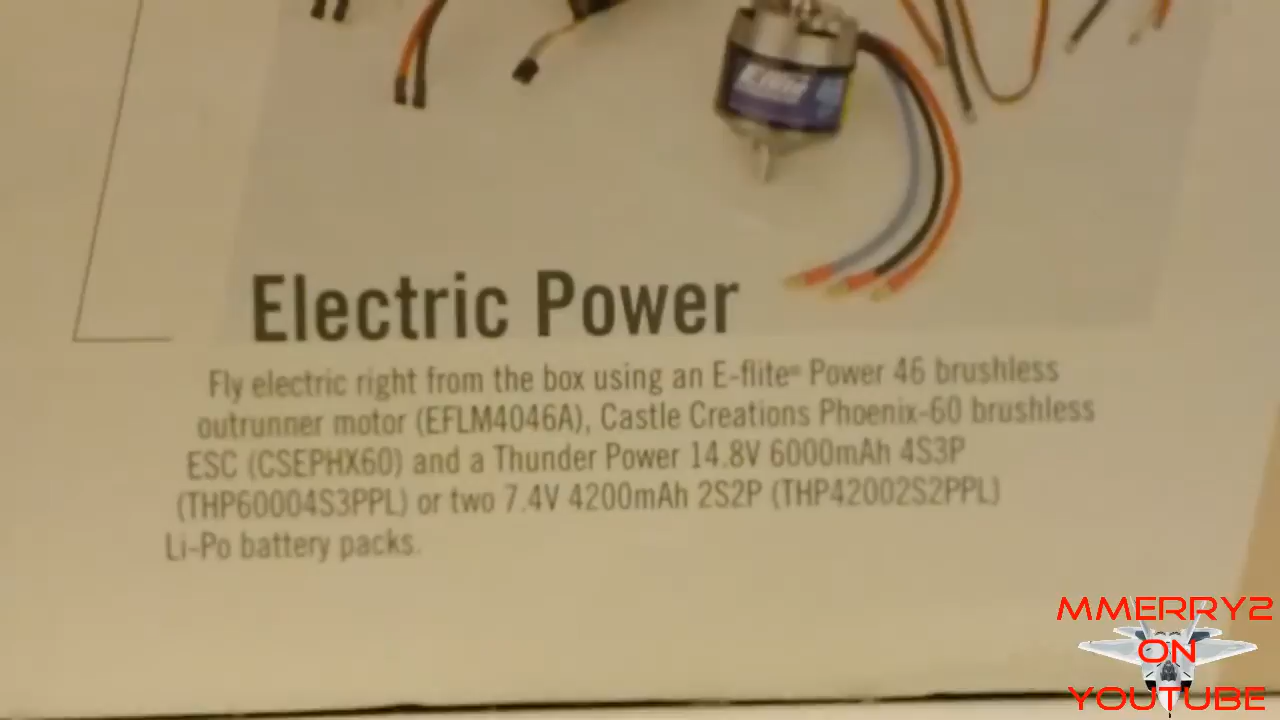 Electric Power
Fly electric right from the box using an E-flite® Power 46 brushless
outrunner motor (EFLM4046A), Castle Creations Phoenix-60 brushless
ESC (CSEPHX60) and a Thunder Power 14.8V 6000mAh 4S3P
(THP60004S3PPL) or two 7.4V 4200mAh 2S2P (THP42002S2PPL)
Li-Po battery packs.
MMERRY2
ON
YOUTUBE